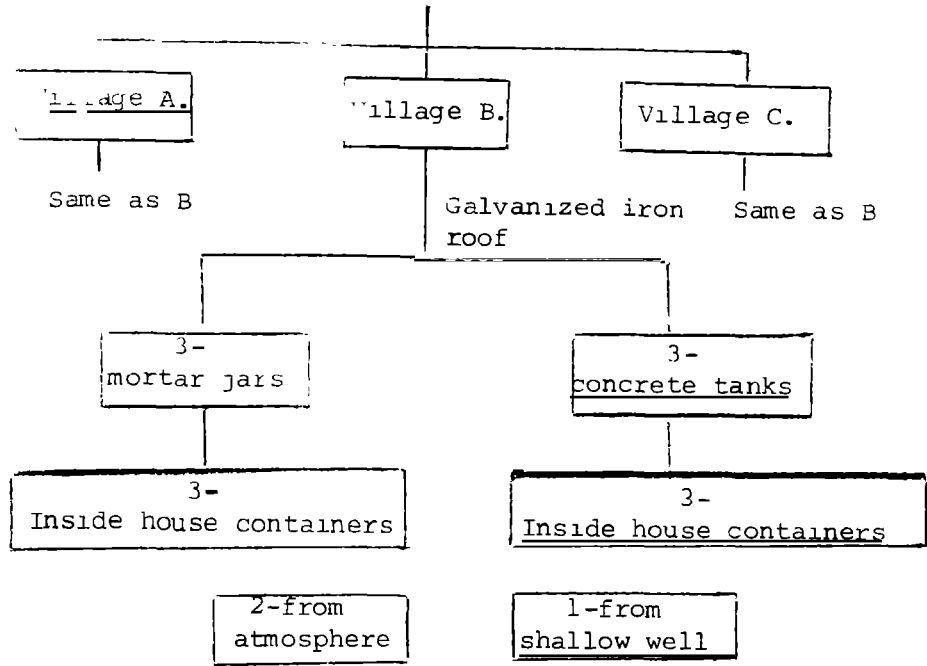 Village A.
Village B.
Village C.
Same as B
Galvanized iron
roof
Same as B
3-
mortar jars
3-
concrete tanks
3-
Inside house containers
3-
Inside house containers
2-from
atmosphere
1-from
shallow well